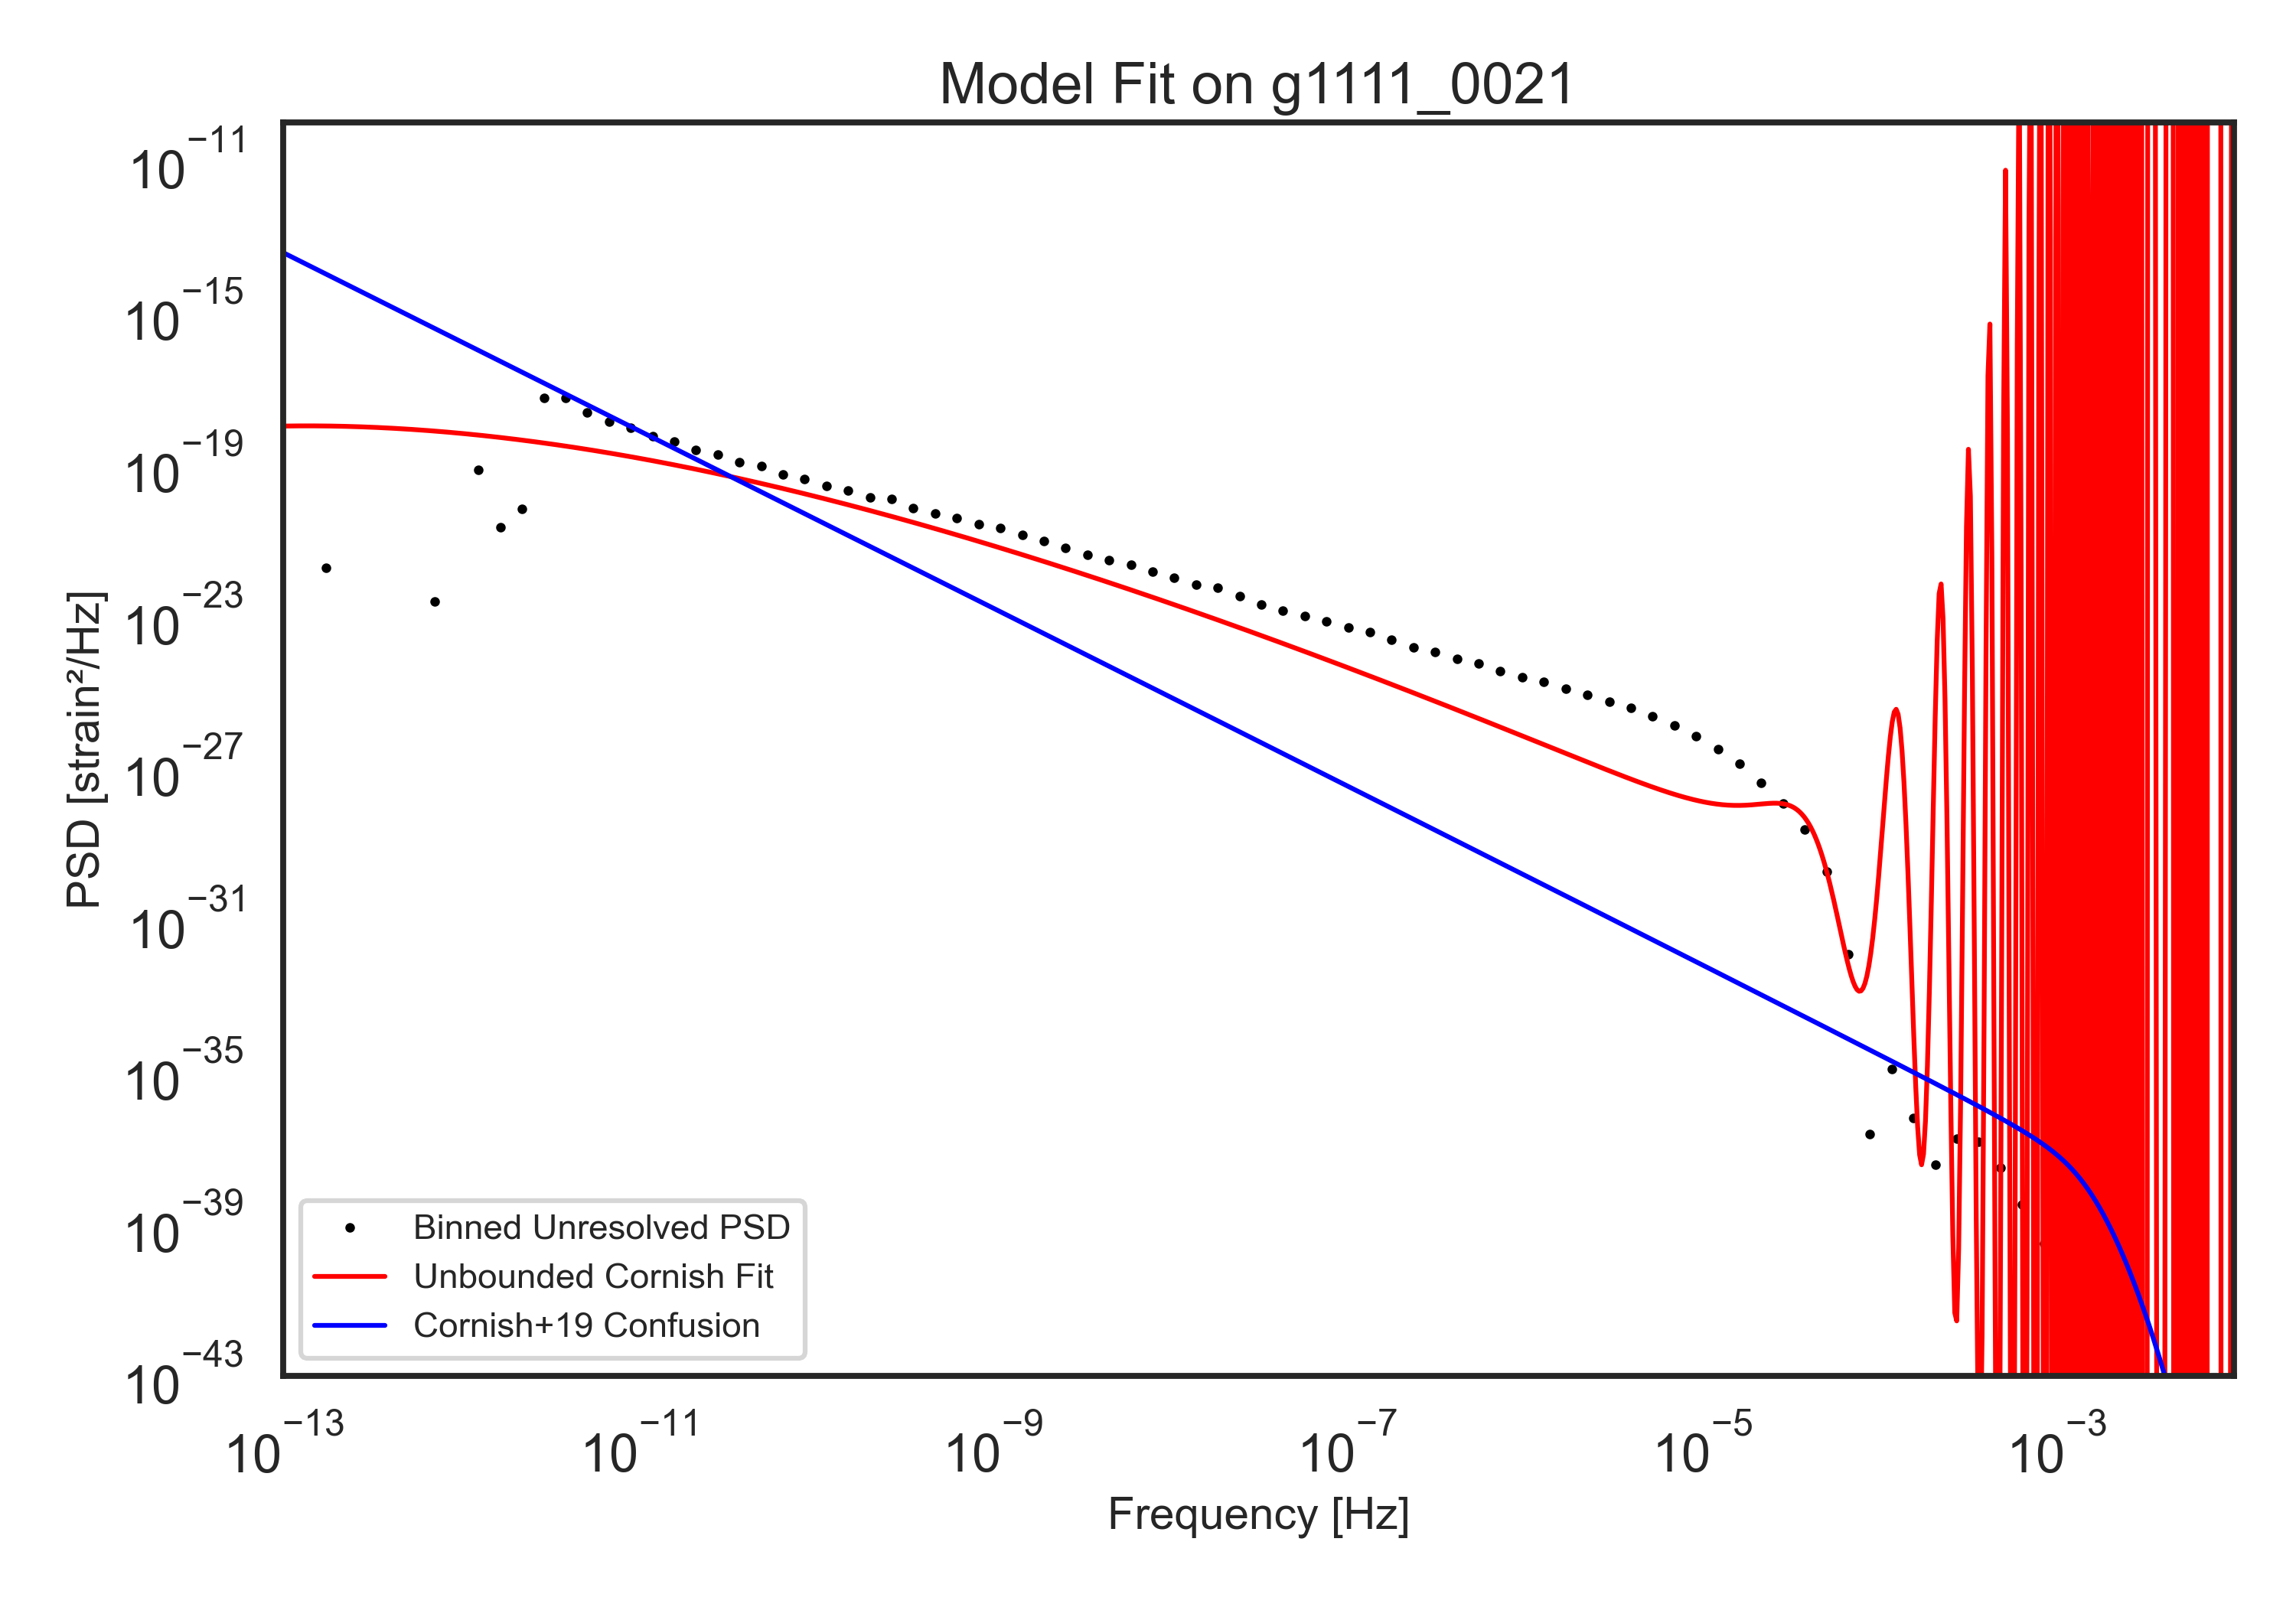 Model Fit on g1111_0021
10⁻¹¹
10⁻¹⁵
10⁻¹⁹
10⁻²³
10⁻²⁷
10⁻³¹
10⁻³⁵
10⁻³⁹
10⁻⁴³
PSD [strain²/Hz]
Binned Unresolved PSD
Unbounded Cornish Fit
Cornish+19 Confusion
10⁻¹³ 10⁻¹¹ 10⁻⁹ 10⁻⁷ 10⁻⁵ 10⁻³
Frequency [Hz]